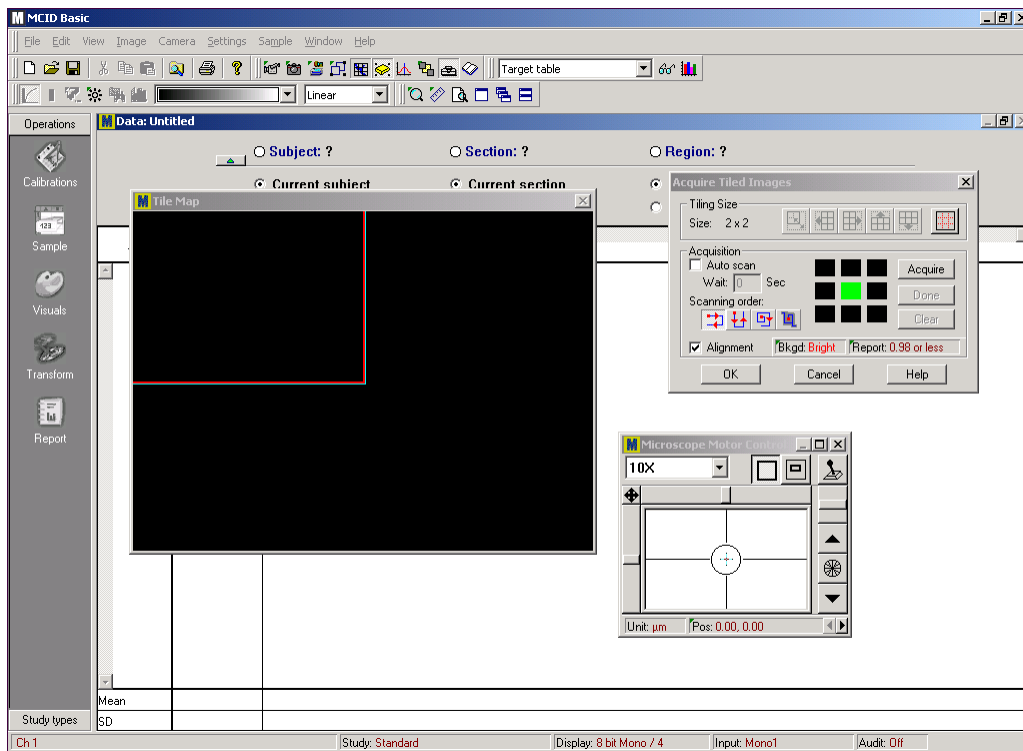 MCID Basic
File Edit View Image Camera Settings Sample Window Help
Target table
Linear
Operations
Calibrations
Sample
Visuals
Transform
Report
Study types
Data: Untitled
Subject: ? Section: ? Region: ?
Current subject Current section
Tile Map
Acquire Tiled Images
Tiling Size
Size: 2 x 2
Acquisition
Auto scan
Wait: 0 Sec
Scanning order:
Acquire
Done
Clear
Alignment Bkgd: Bright Report: 0.98 or less
OK Cancel Help
Microscope Motor Control
10X
Unit: µm Pos: 0.00, 0.00
Mean
SD
Ch 1 Study: Standard Display: 8 bit Mono / 4 Input: Mono1 Audit: Off